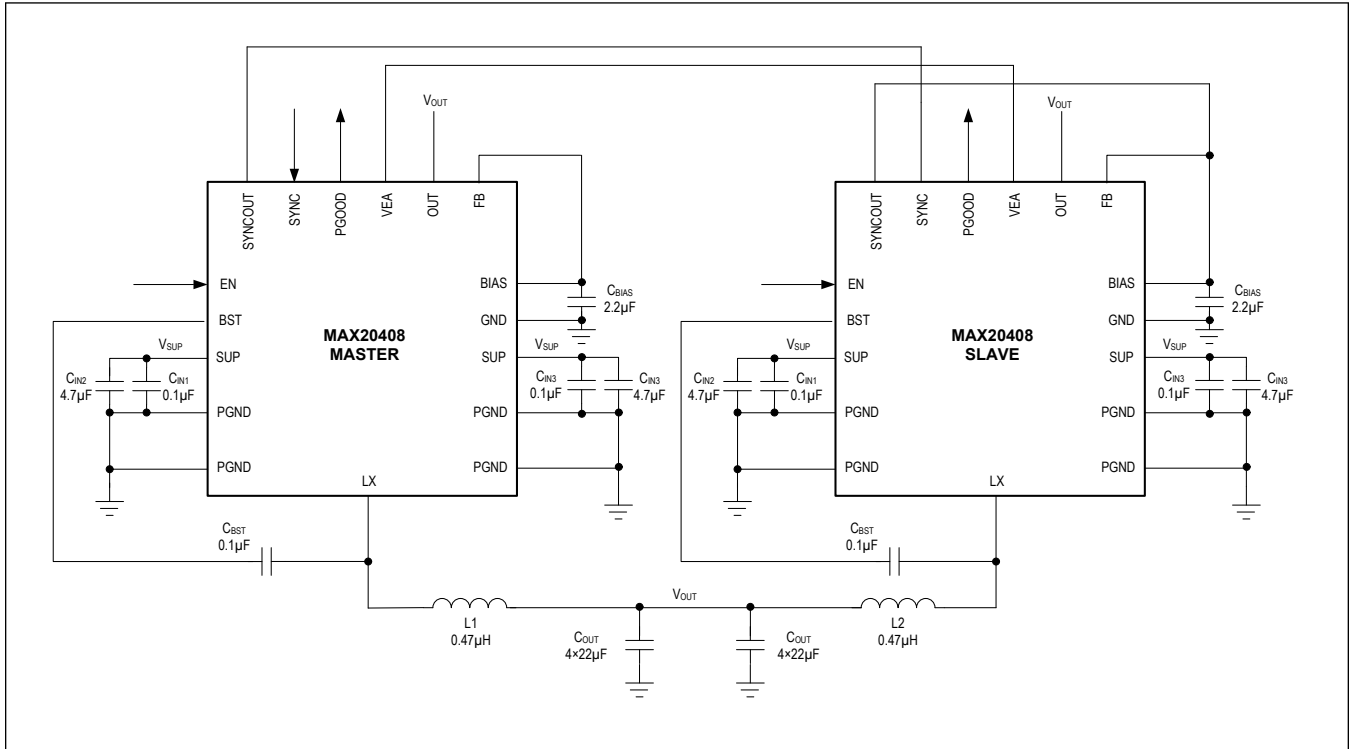 VOUT
VOUT
SYNCOUT
SYNC
PGOOD
VEA
OUT
FB
SYNCOUT
SYNC
PGOOD
VEA
OUT
FB
EN
BST
SUP
PGND
PGND
MAX20408
MASTER
BIAS
GND
SUP
PGND
PGND
LX
VSUP
CIN2
4.7µF
CIN1
0.1µF
CBIAS
2.2µF
VSUP
CIN3
0.1µF
CIN3
4.7µF
EN
BST
SUP
PGND
PGND
MAX20408
SLAVE
BIAS
GND
SUP
PGND
PGND
LX
VSUP
CIN2
4.7µF
CIN1
0.1µF
CBIAS
2.2µF
VSUP
CIN3
0.1µF
CIN3
4.7µF
CBST
0.1µF
CBST
0.1µF
L1
0.47µH
VOUT
COUT
4×22µF
COUT
4×22µF
L2
0.47µH